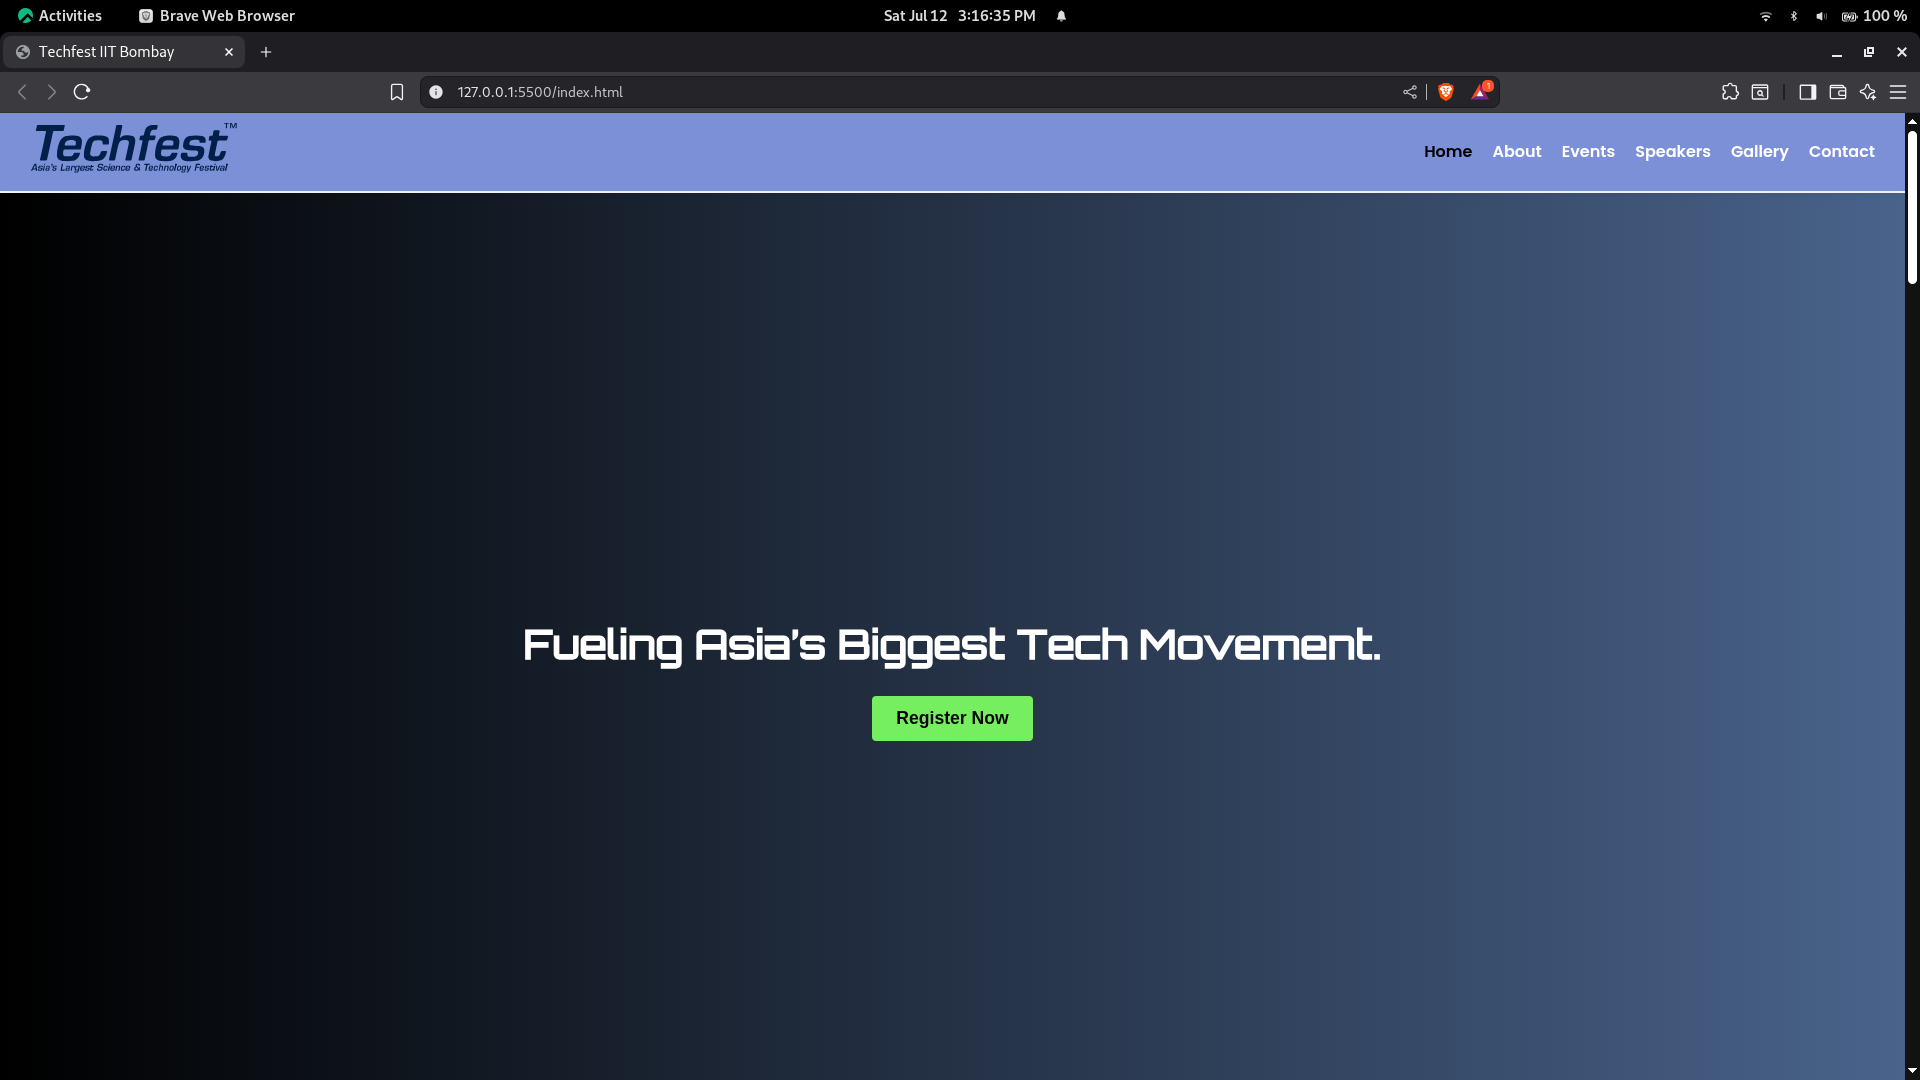 Activities Brave Web Browser Sat Jul 12 3:16:35 PM 100 %
Techfest IIT Bombay
127.0.0.1:5500/index.html
1
Techfest™
Asia's Largest Science & Technology Festival
Home About Events Speakers Gallery Contact
Fueling Asia’s Biggest Tech Movement.
Register Now